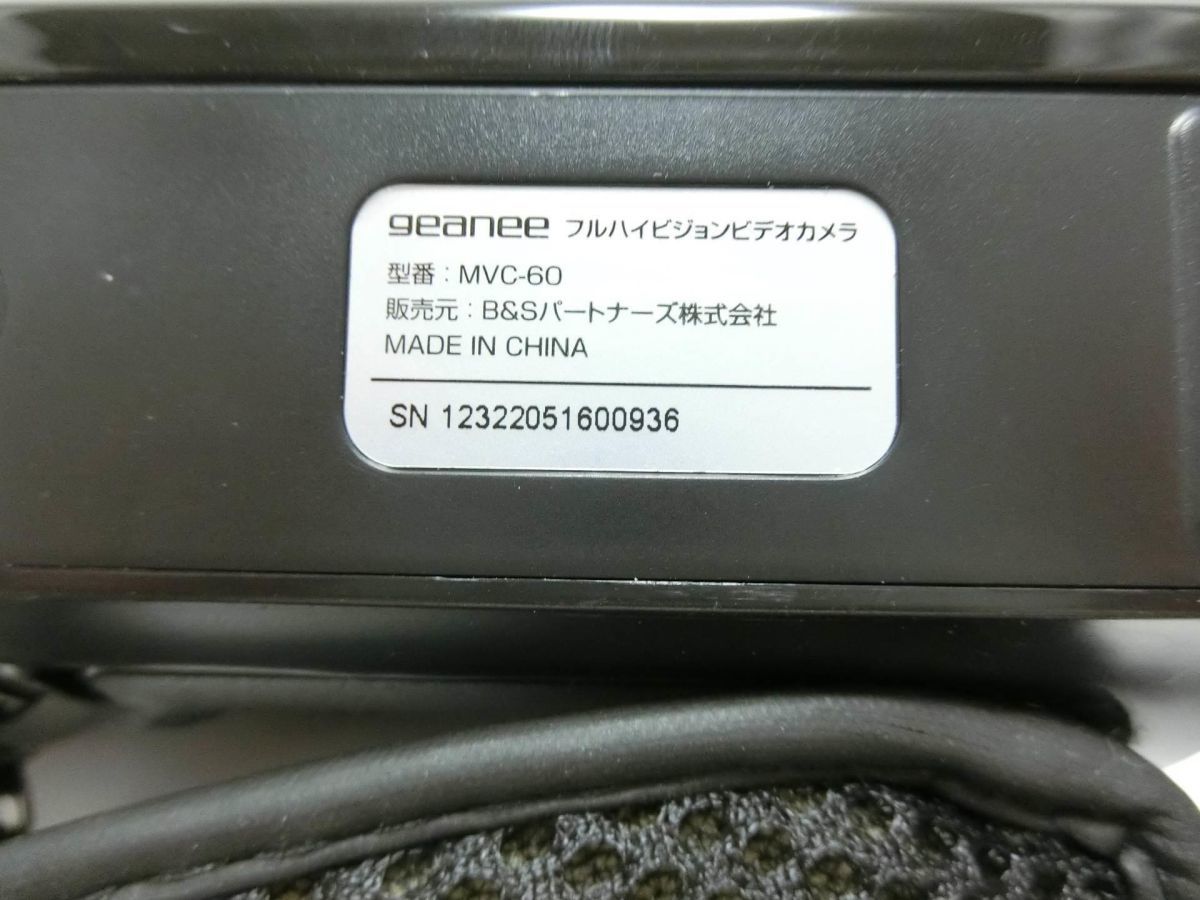 geanee フルハイビジョンビデオカメラ
型番：MVC-60
販売元：B&Sパートナーズ株式会社
MADE IN CHINA
SN 12322051600936